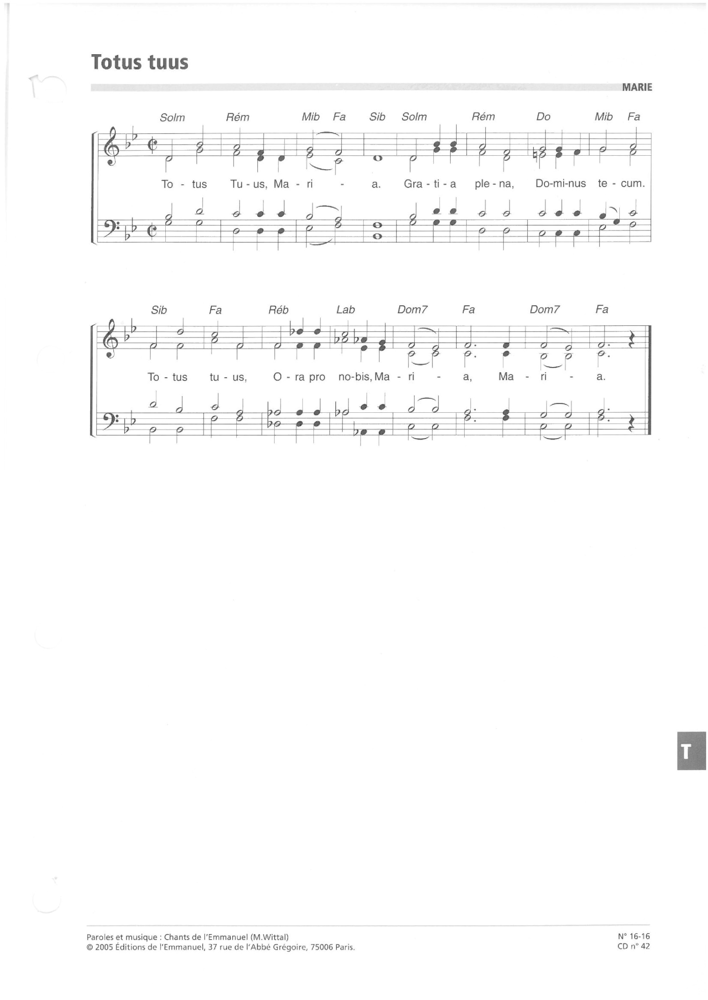 Totus tuus
MARIE
Solm Rém Mib Fa Sib Solm Rém Do Mib Fa
To - tus Tu - us, Ma - ri - a. Gra - ti - a ple - na, Do-mi-nus te - cum.
Sib Fa Réb Lab Dom7 Fa Dom7 Fa
To - tus tu - us, O - ra pro no-bis, Ma - ri - a, Ma - ri - a.
T
Paroles et musique : Chants de l'Emmanuel (M.Wittal)
N° 16-16
© 2005 Éditions de l'Emmanuel, 37 rue de l'Abbé Grégoire, 75006 Paris.
CD n° 42